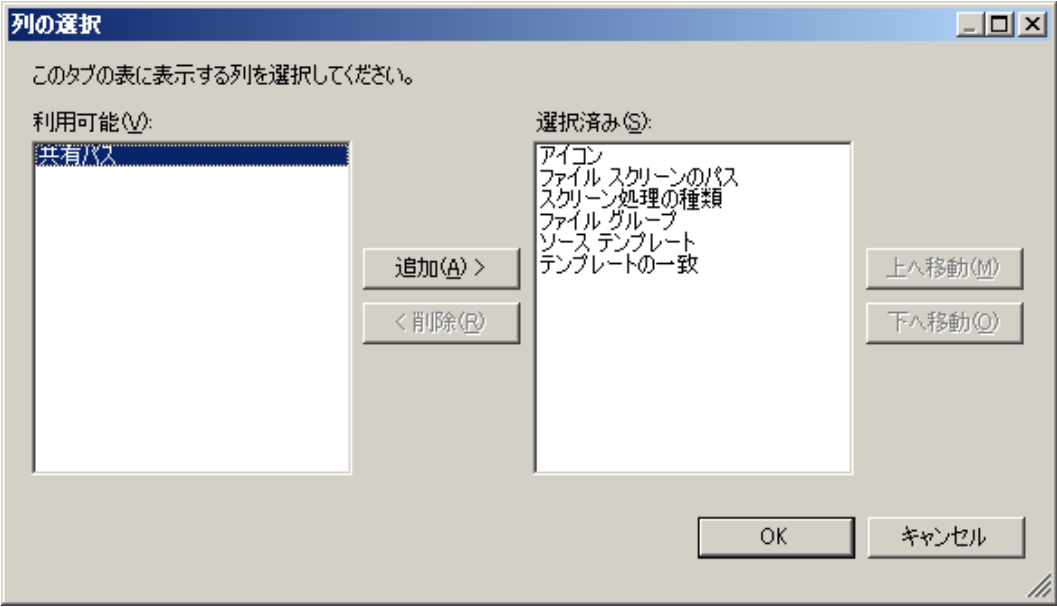 列の選択
このタブの表に表示する列を選択してください。
利用可能(V):
共有パス
選択済み(S):
アイコン
ファイル スクリーンのパス
スクリーン処理の種類
ファイル グループ
ソース テンプレート
テンプレートの一致
追加(A) >
< 削除(R)
上へ移動(M)
下へ移動(O)
OK
キャンセル